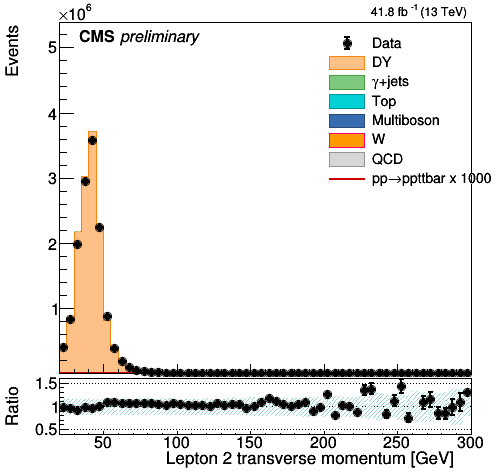 ×10⁶
41.8 fb⁻¹ (13 TeV)
CMS preliminary
Events
5
4
3
2
1
Data
DY
γ+jets
Top
Multiboson
W
QCD
pp→ppttbar x 1000
Ratio
1.5
1
0.5
50 100 150 200 250 300
Lepton 2 transverse momentum [GeV]